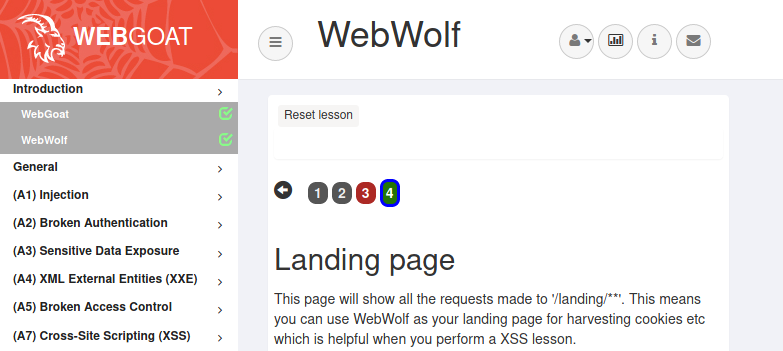 WEBGOAT
WebWolf
Introduction
WebGoat
WebWolf
General
(A1) Injection
(A2) Broken Authentication
(A3) Sensitive Data Exposure
(A4) XML External Entities (XXE)
(A5) Broken Access Control
(A7) Cross-Site Scripting (XSS)
Reset lesson
1 2 3 4
Landing page
This page will show all the requests made to '/landing/**'. This means
you can use WebWolf as your landing page for harvesting cookies etc
which is helpful when you perform a XSS lesson.